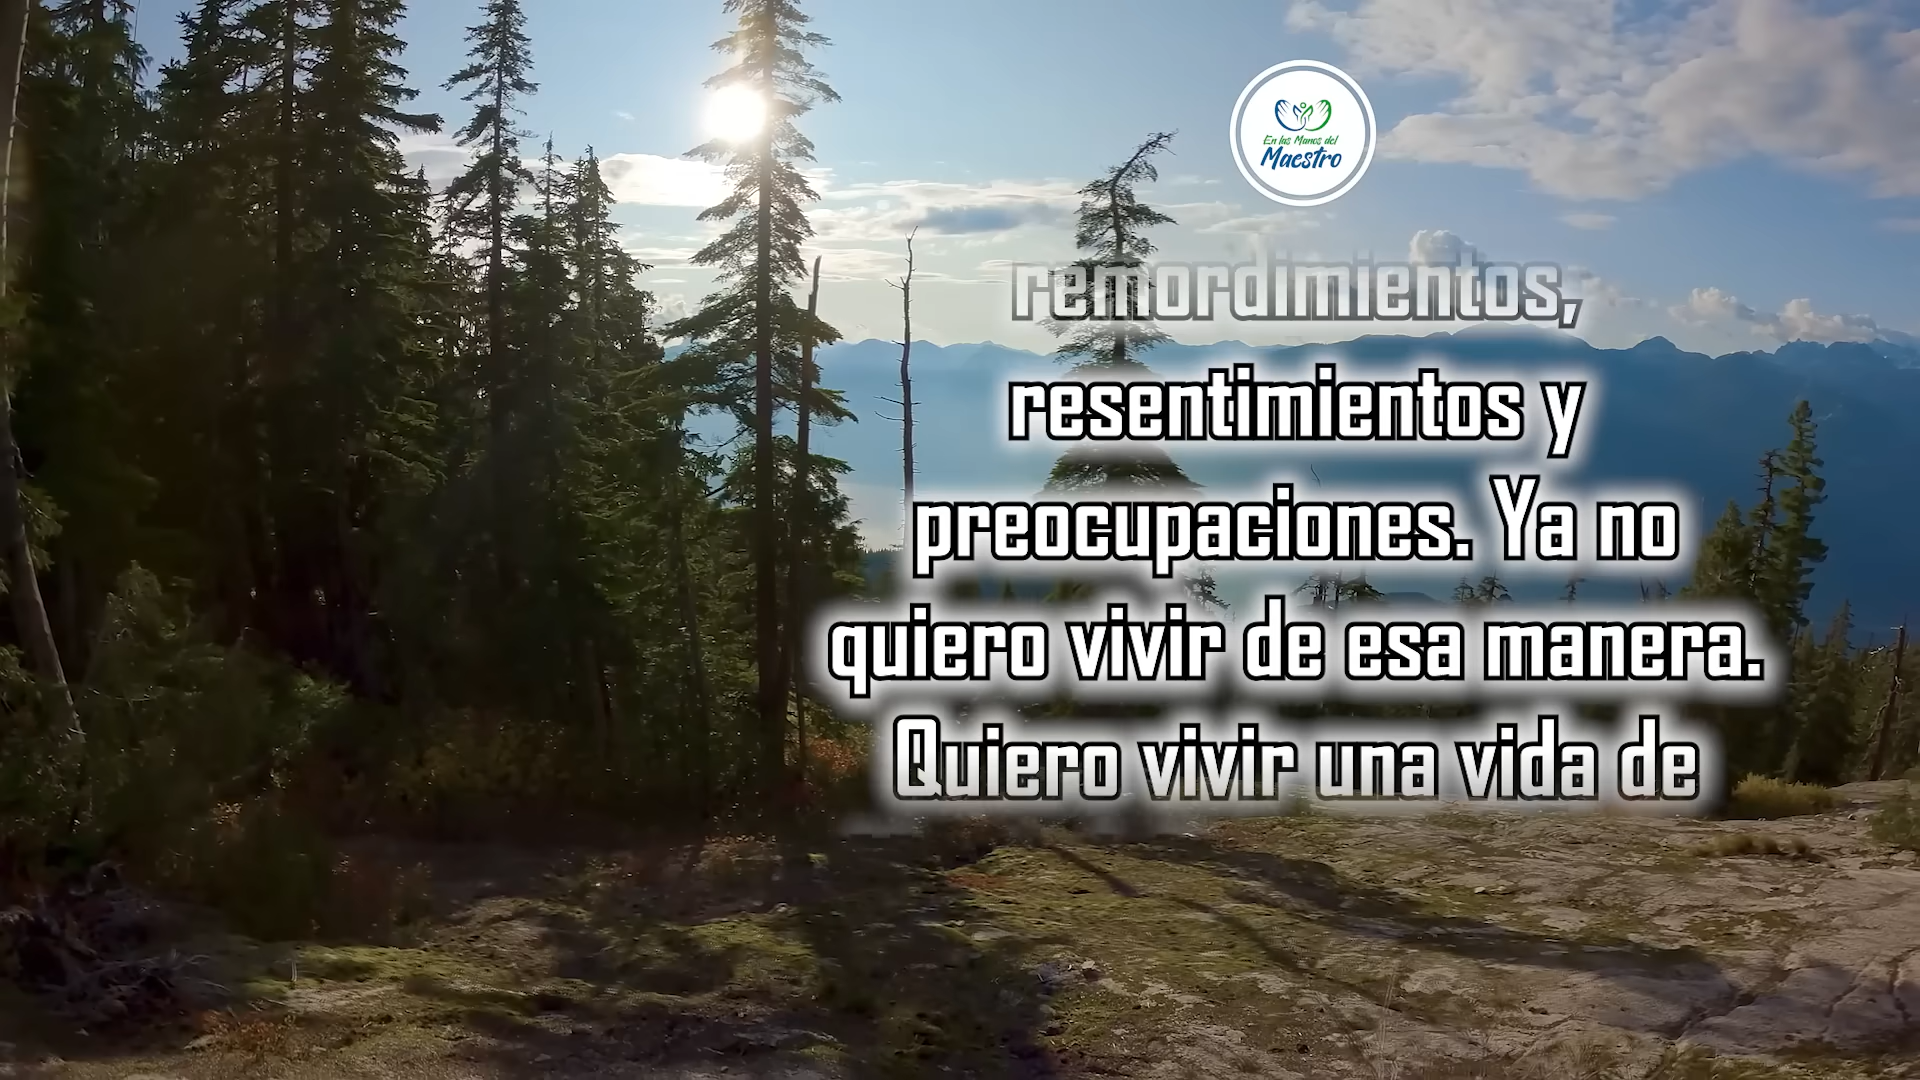 En las Manos del
Maestro
remordimientos,
resentimientos y
preocupaciones. Ya no
quiero vivir de esa manera.
Quiero vivir una vida de